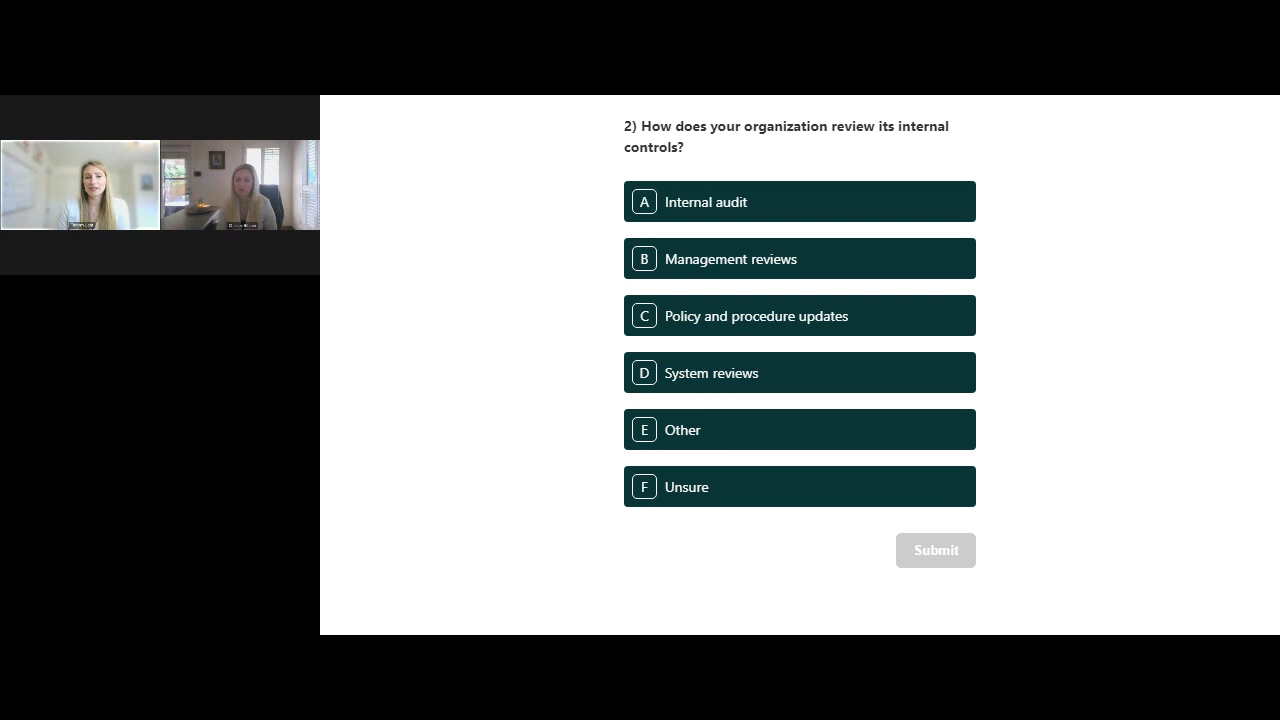 2) How does your organization review its internal
controls?
A Internal audit
B Management reviews
C Policy and procedure updates
D System reviews
E Other
F Unsure
Submit